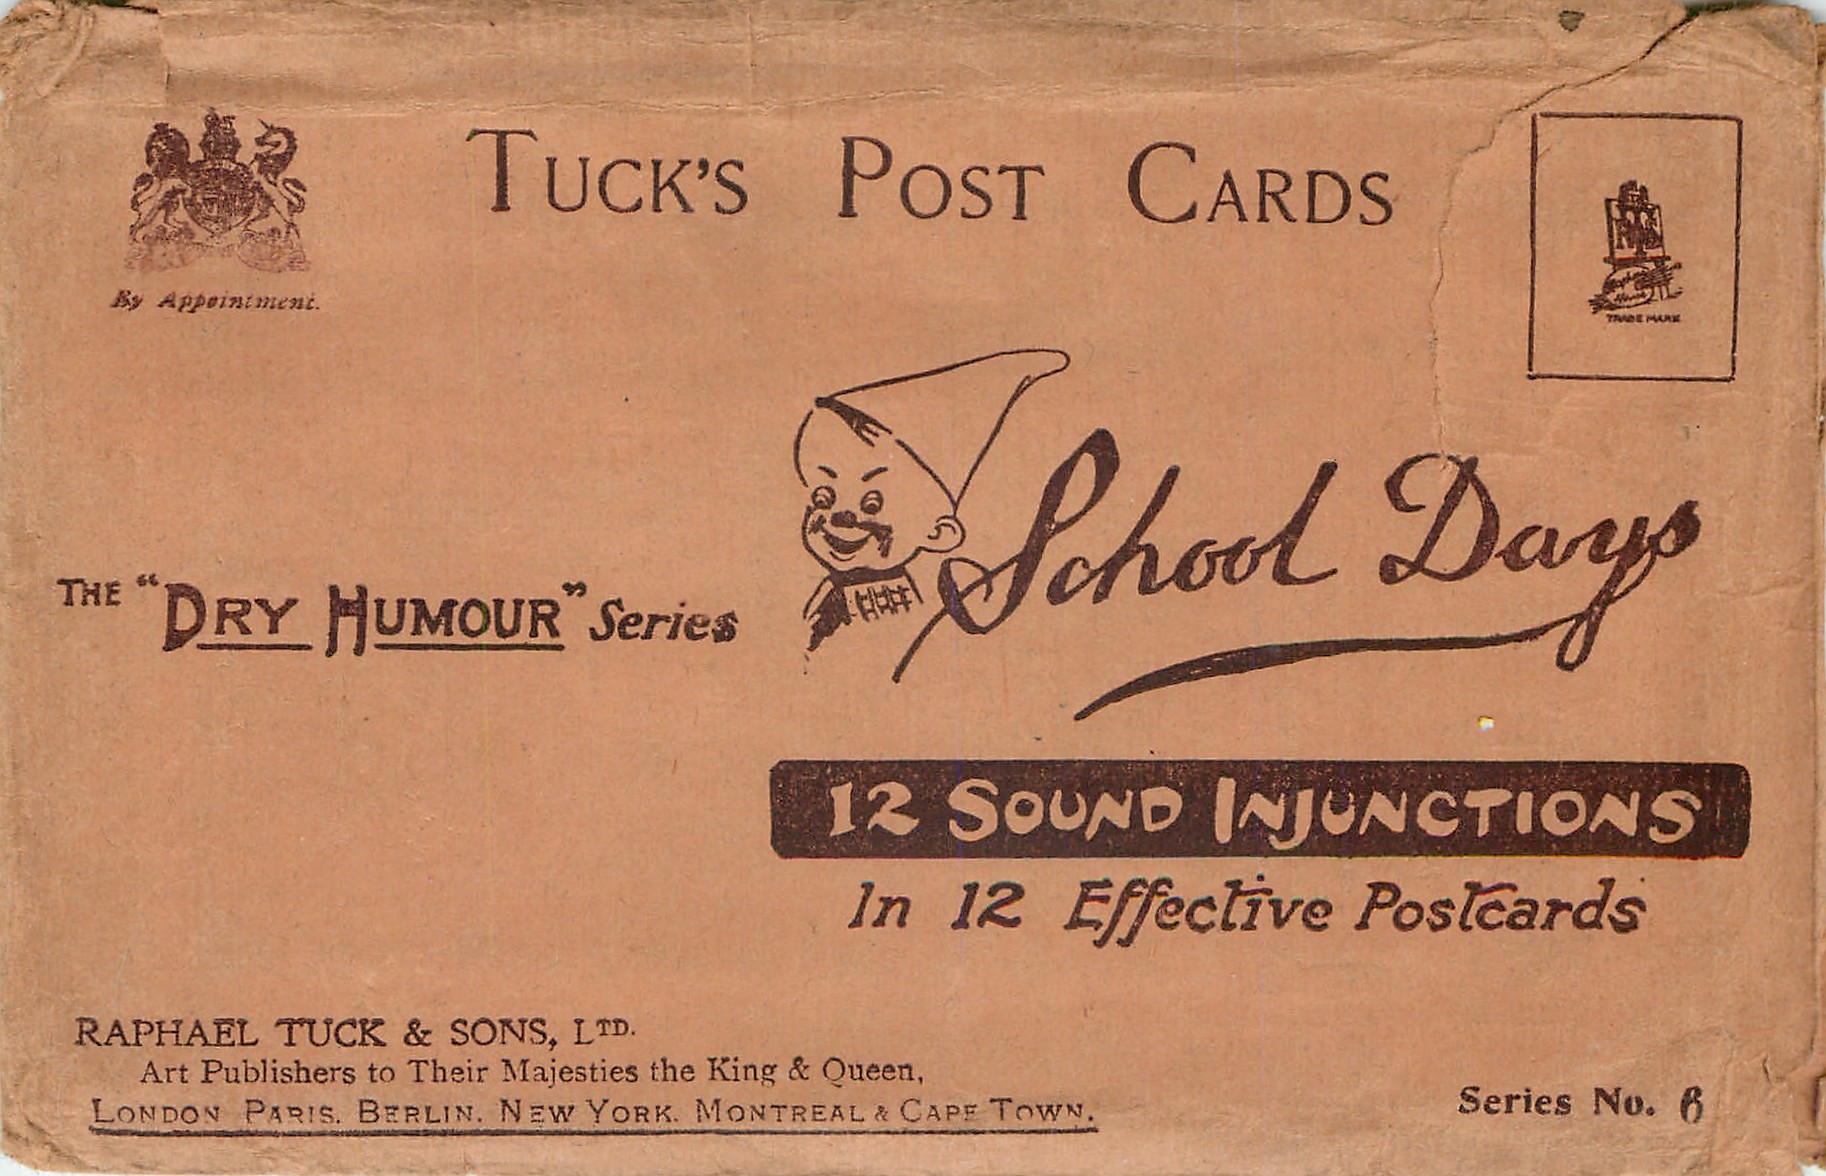 TUCK'S POST CARDS
By Appointment.
TRADE MARK
School Days
THE "DRY HUMOUR" Series
12 SOUND INJUNCTIONS
In 12 Effective Postcards
RAPHAEL TUCK & SONS, LTD.
Art Publishers to Their Majesties the King & Queen,
LONDON PARIS. BERLIN. NEW YORK. MONTREAL & CAPE TOWN.
Series No. 6